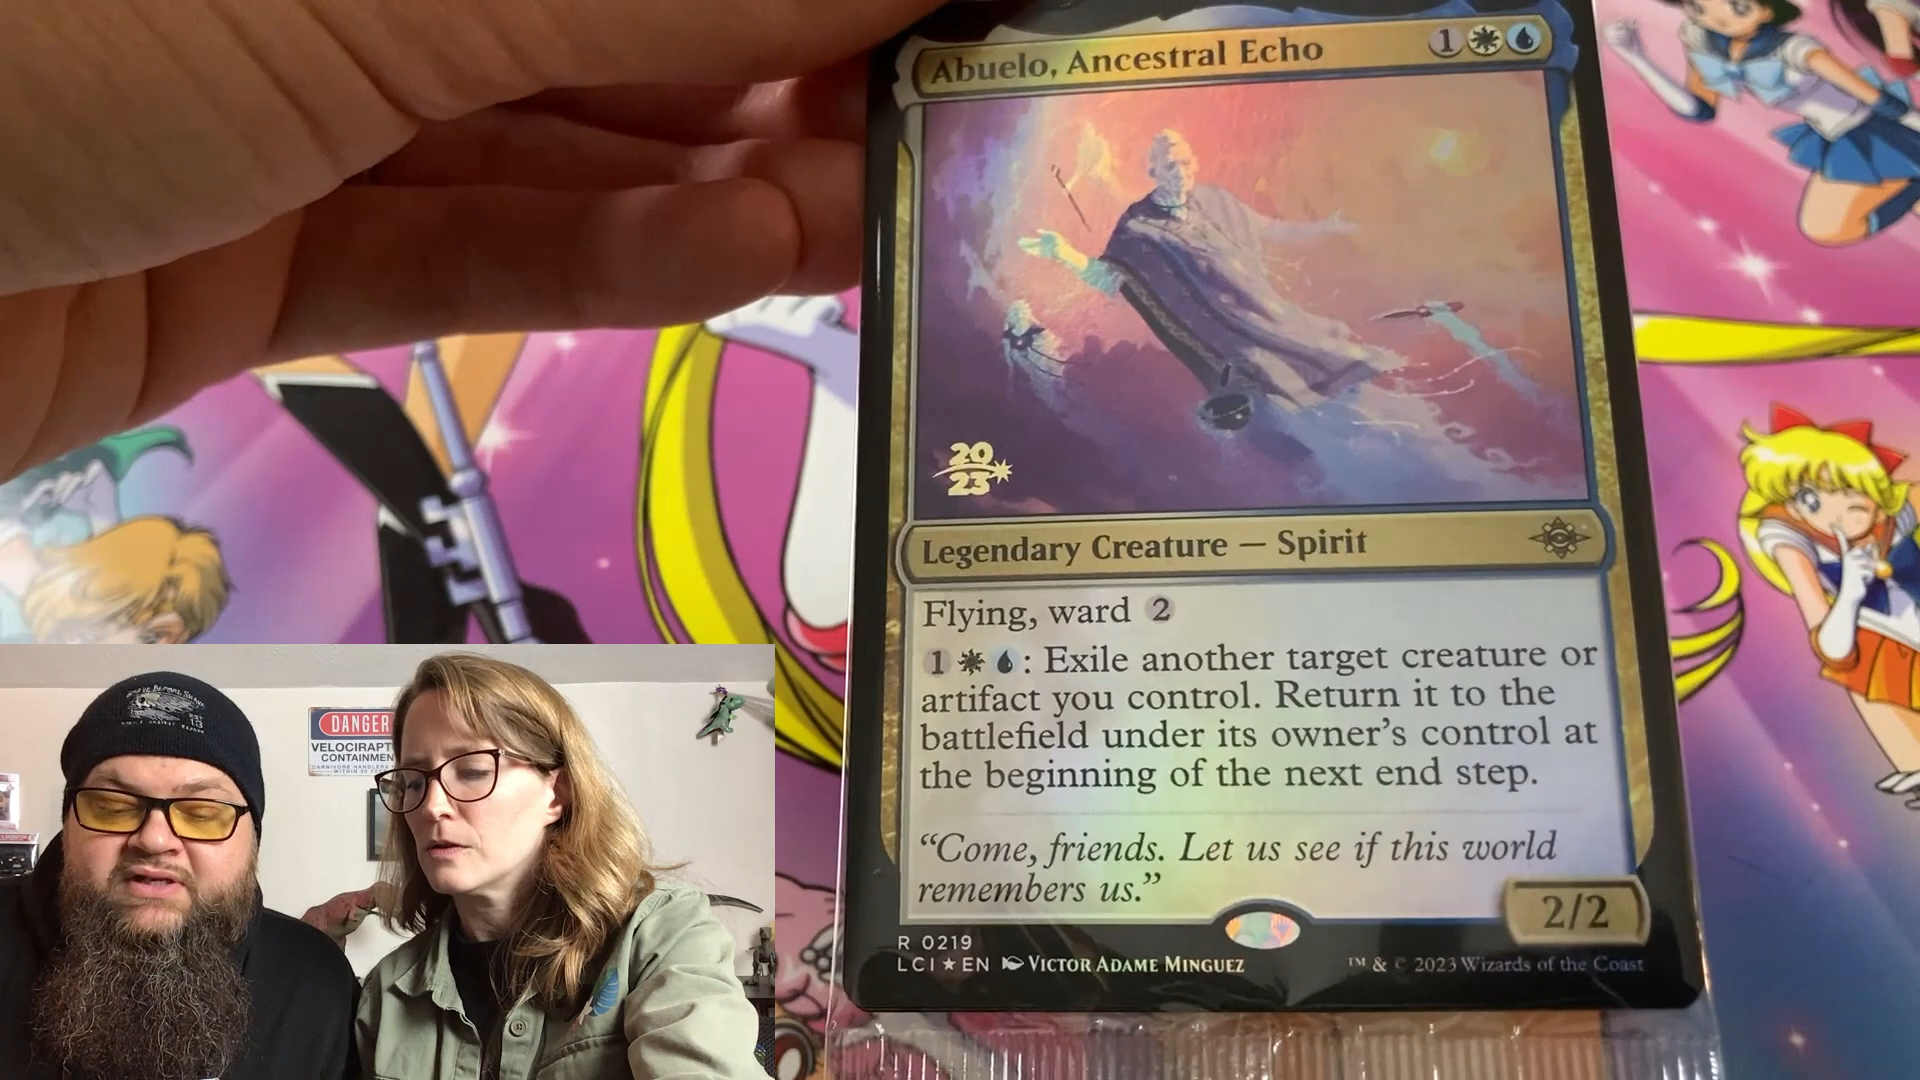 Abuelo, Ancestral Echo 1
20
23
Legendary Creature — Spirit
Flying, ward 2
1 : Exile another target creature or
artifact you control. Return it to the
battlefield under its owner's control at
the beginning of the next end step.
“Come, friends. Let us see if this world
remembers us.”
2/2
R 0219
LCI★EN VICTOR ADAME MINGUEZ
™ & © 2023 Wizards of the Coast
DANGER
VELOCIRAPT
CONTAINMEN